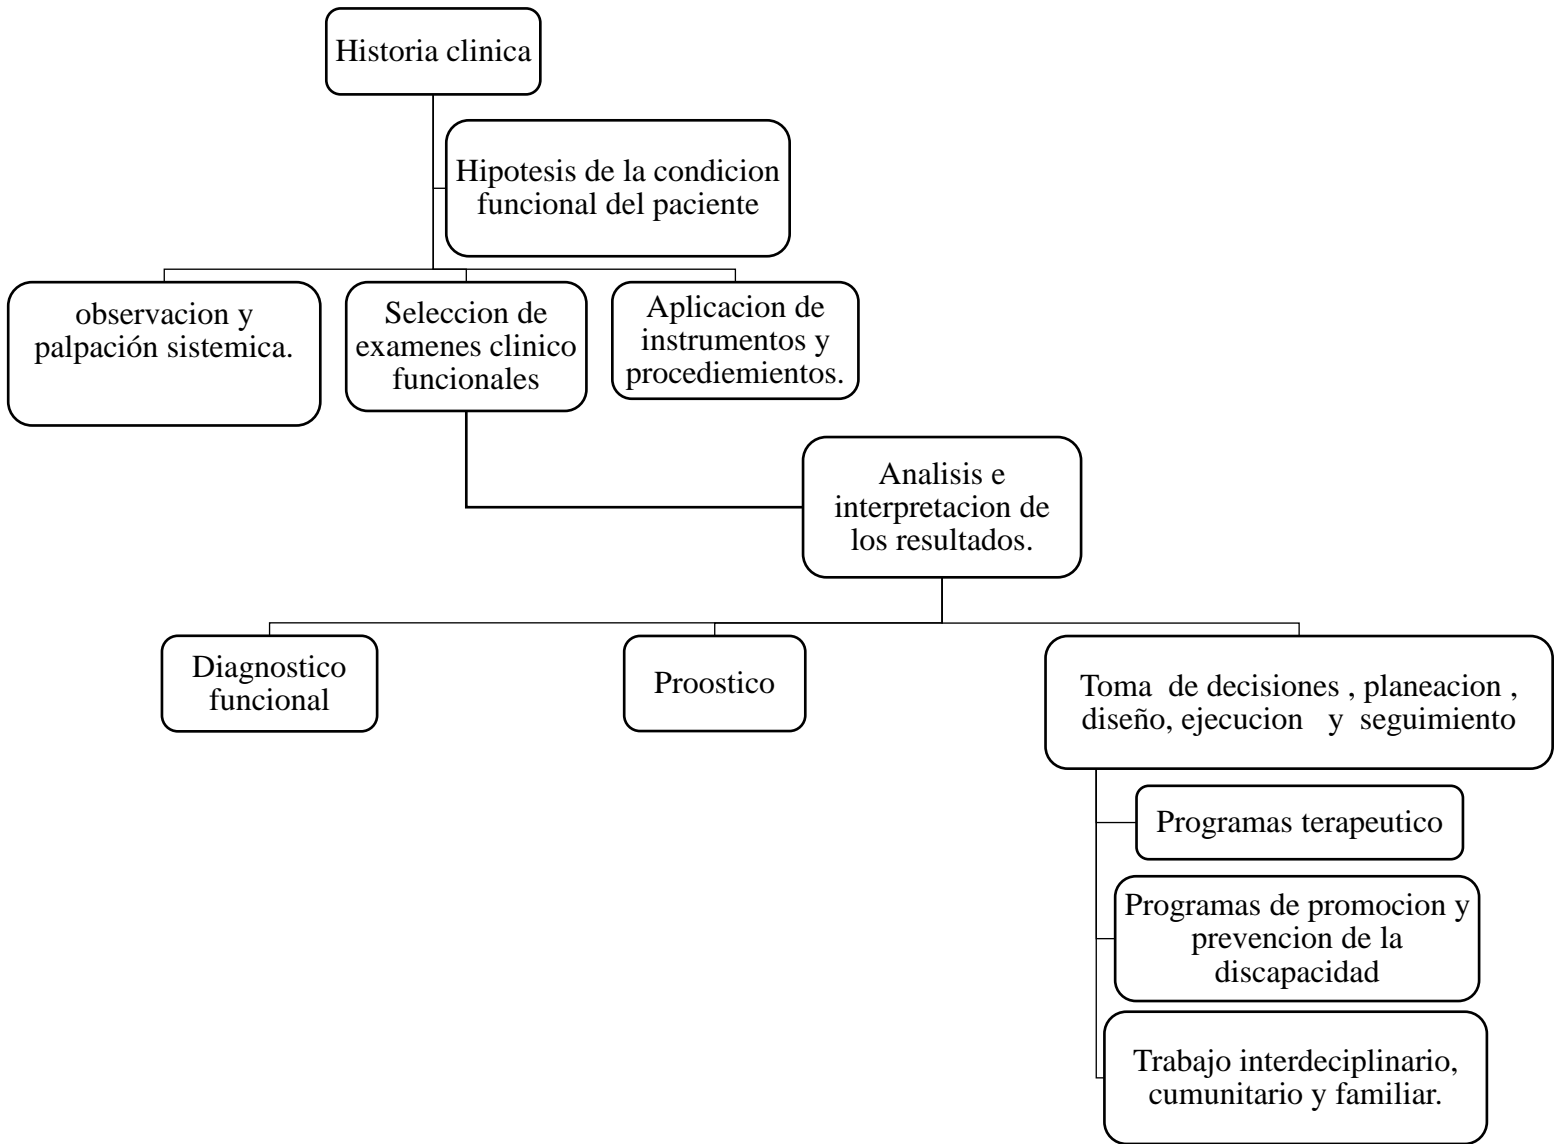 Historia clinica
Hipotesis de la condicion
funcional del paciente
observacion y
palpación sistemica.
Seleccion de
examenes clinico
funcionales
Aplicacion de
instrumentos y
procediemientos.
Analisis e
interpretacion de
los resultados.
Diagnostico
funcional
Proostico
Toma  de decisiones , planeacion ,
diseño, ejecucion   y  seguimiento
Programas terapeutico
Programas de promocion y
prevencion de la
discapacidad
Trabajo interdeciplinario,
cumunitario y familiar.